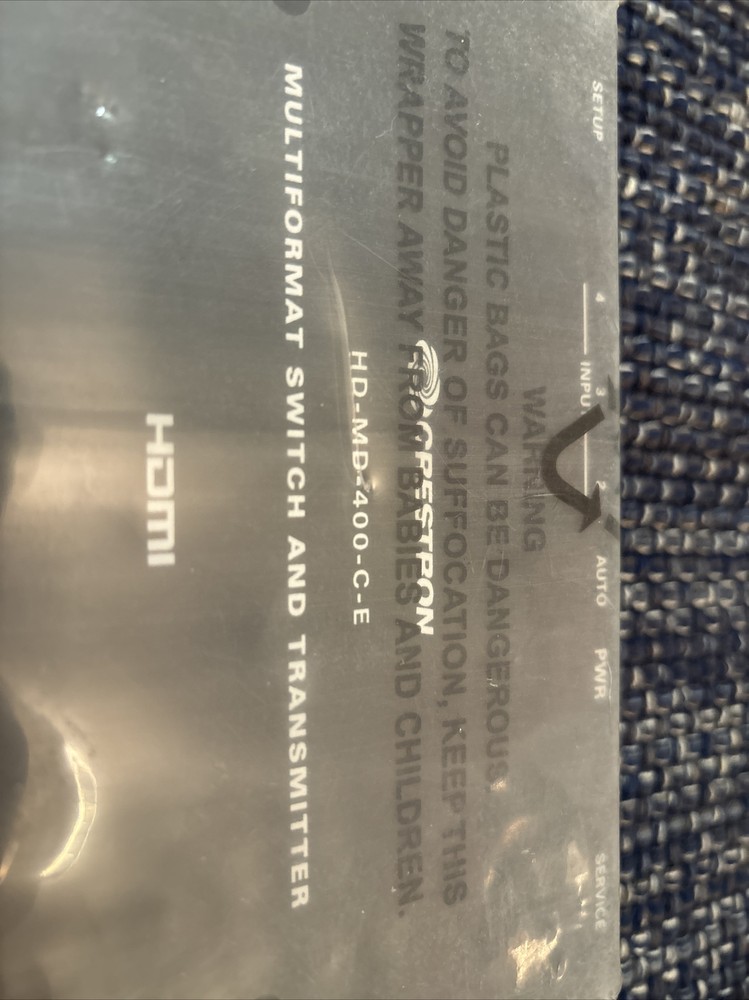 SETUP
4 3 2
INPUT
AUTO
PWR
SERVICE
WARNING
PLASTIC BAGS CAN BE DANGEROUS.
TO AVOID DANGER OF SUFFOCATION, KEEP THIS
WRAPPER AWAY FROM BABIES AND CHILDREN.
CRESTRON
HD-MD-400-C-E
MULTIFORMAT SWITCH AND TRANSMITTER
HDMI